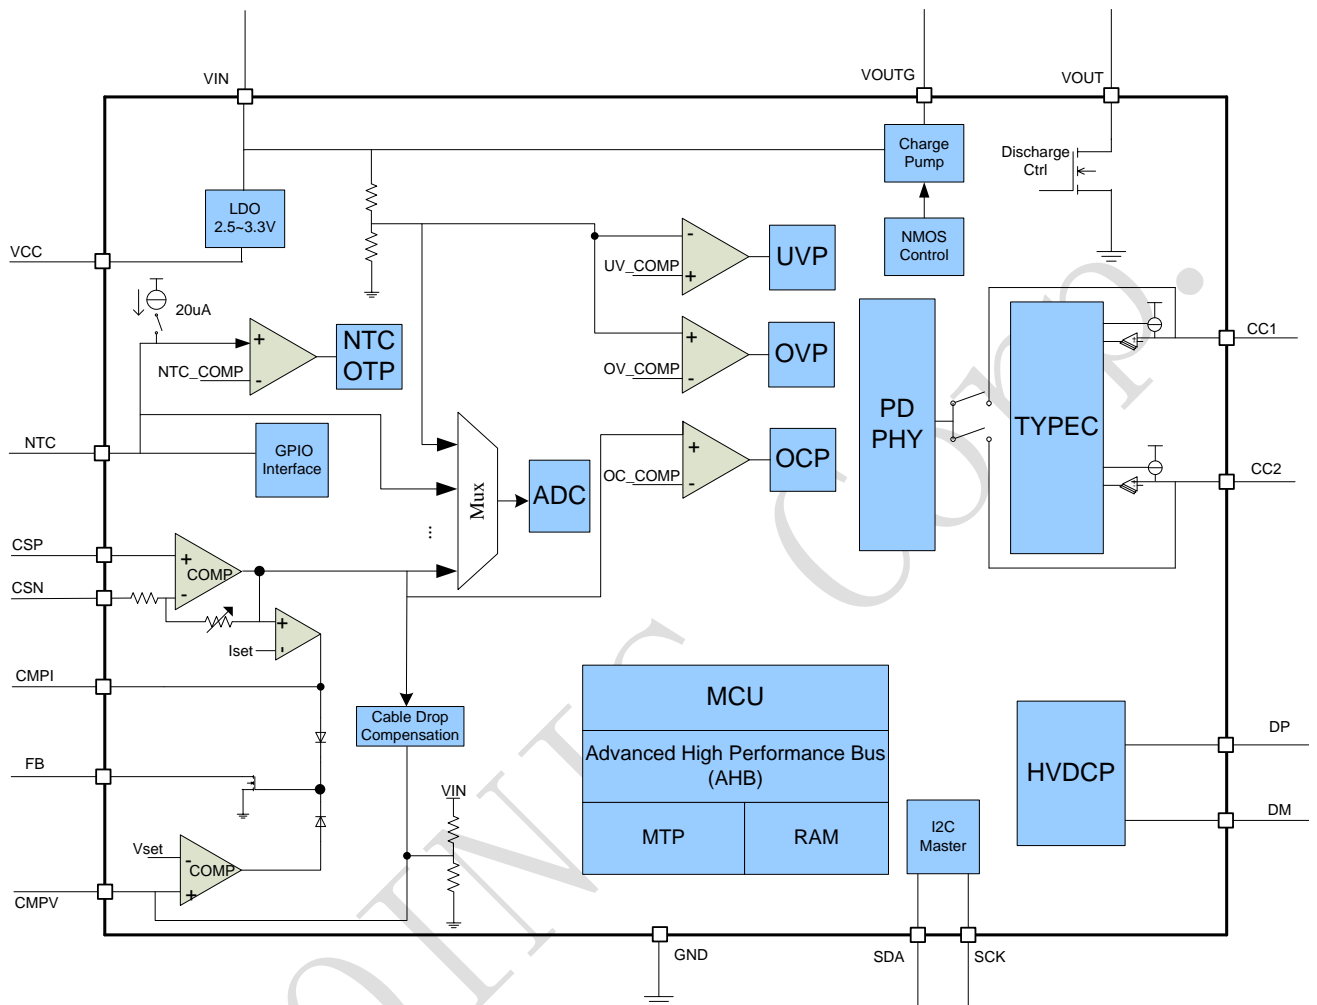 VIN
VOUTG
VOUT
Charge
Pump
Discharge
Ctrl
LDO
2.5~3.3V
VCC
NMOS
Control
UV_COMP
-
+
UVP
20uA
NTC_COMP
+
-
NTC
OTP
OV_COMP
+
-
OVP
CC1
PD
PHY
TYPEC
NTC
GPIO
Interface
Mux
ADC
...
OC_COMP
+
-
OCP
CC2
CSP
+
COMP
-
CSN
+
Iset
-
CMPI
Cable Drop
Compensation
MCU
Advanced High Performance Bus
(AHB)
MTP
RAM
HVDCP
DP
DM
FB
VIN
I2C
Master
Vset
-
COMP
+
CMPV
GND
SDA
SCK
OINIC Corp.